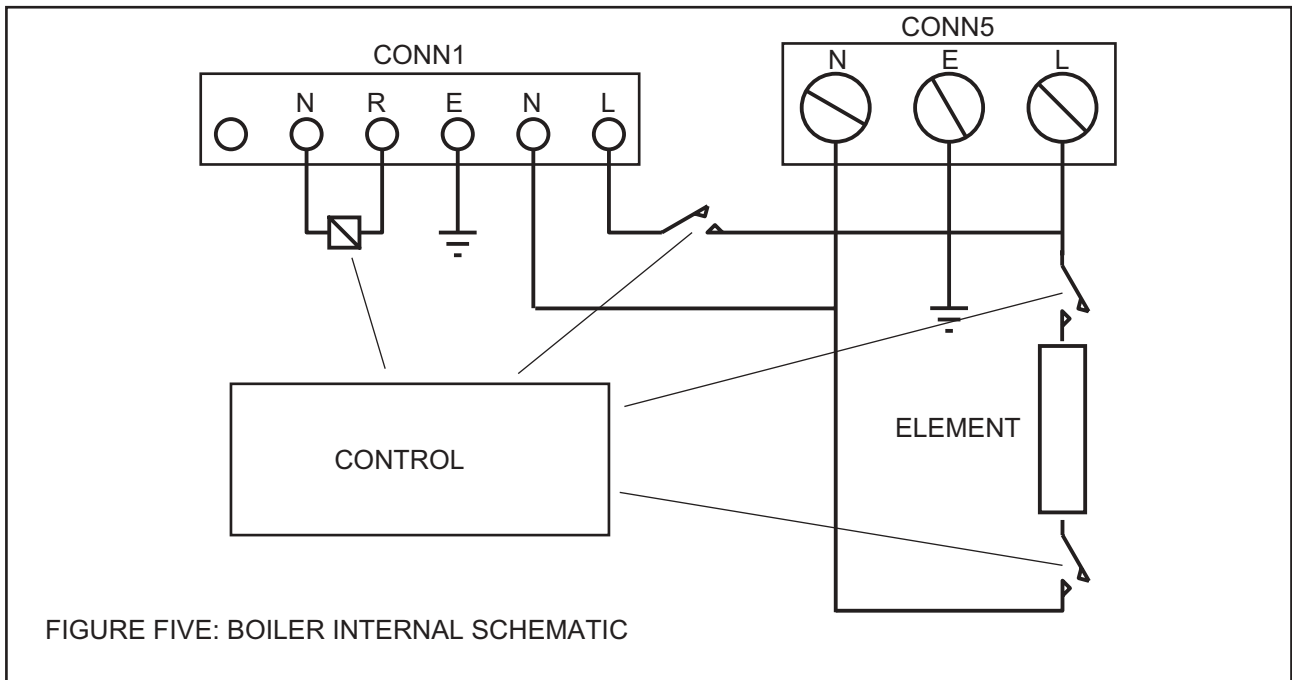 CONN1
CONN5
N R E N L
N E L
ELEMENT
CONTROL
FIGURE FIVE: BOILER INTERNAL SCHEMATIC